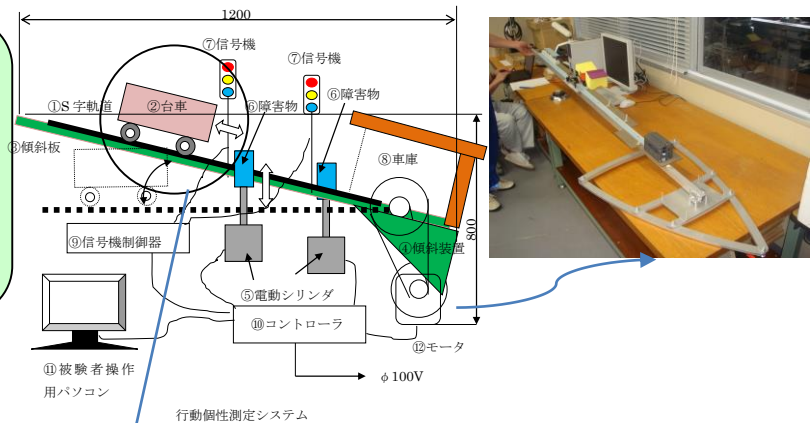 1200
⑦信号機
⑦信号機
①S 字軌道
②台車
⑥障害物
⑥障害物
③傾斜板
⑧車庫
800
⑨信号機制御器
④傾斜装置
⑤電動シリンダ
⑩コントローラ
⑫モータ
⑪被験者操作
用パソコン
φ100V
行動個性測定システム